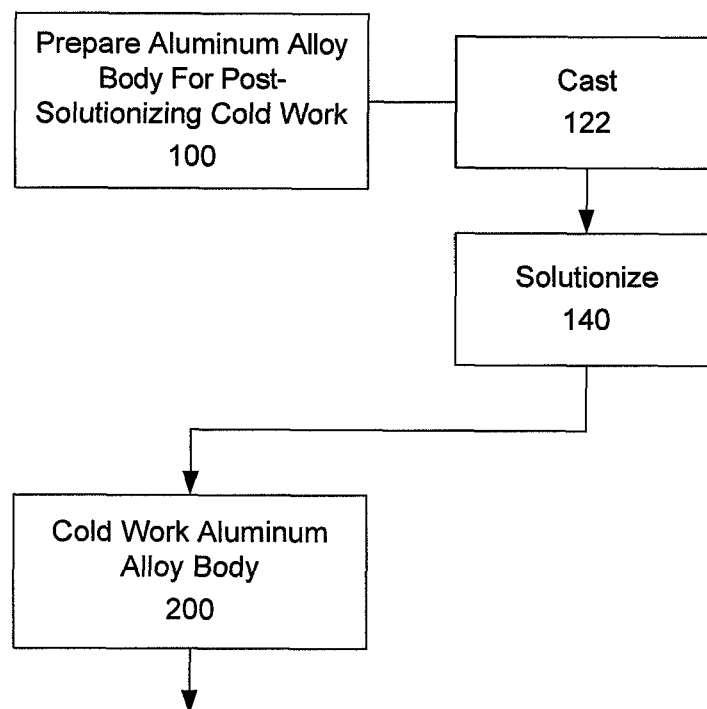 Prepare Aluminum Alloy
Body For Post-
Solutionizing Cold Work
100
Cast
122
Solutionize
140
Cold Work Aluminum
Alloy Body
200